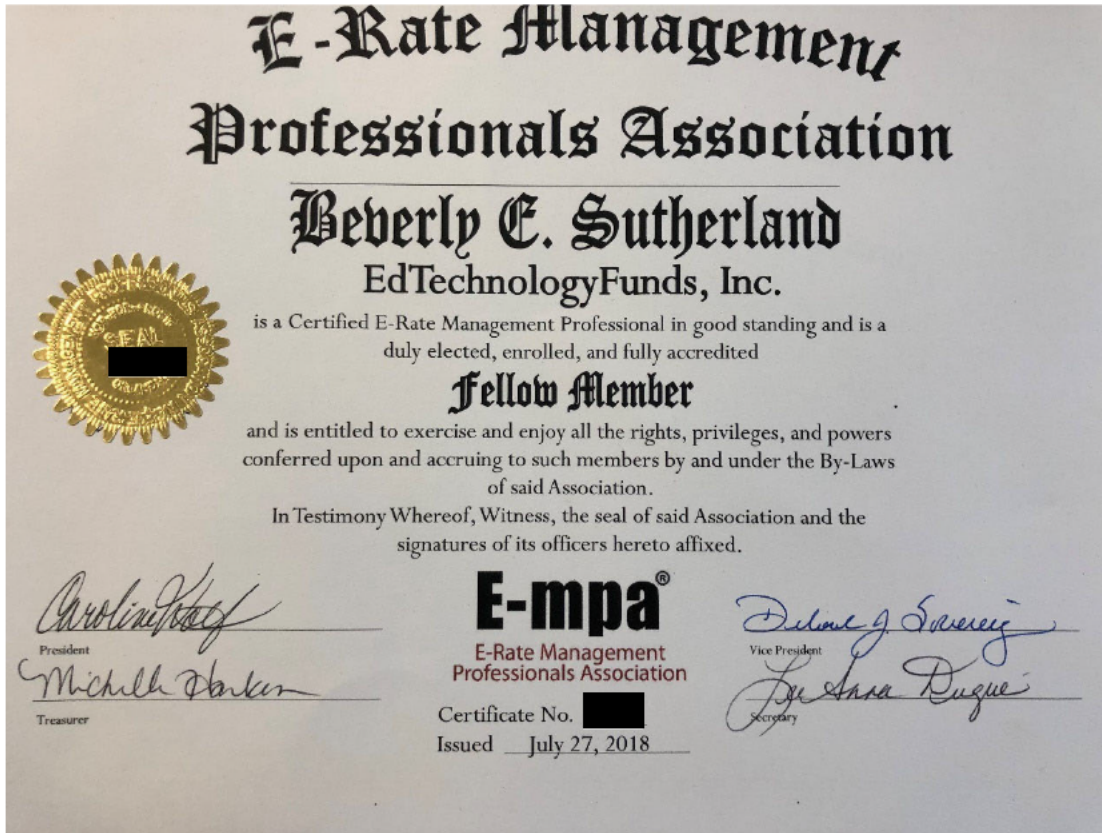 E-Rate Management
Professionals Association
Beverly E. Sutherland
EdTechnologyFunds, Inc.
is a Certified E-Rate Management Professional in good standing and is a
duly elected, enrolled, and fully accredited
Fellow Member
and is entitled to exercise and enjoy all the rights, privileges, and powers
conferred upon and accruing to such members by and under the By-Laws
of said Association.
In Testimony Whereof, Witness, the seal of said Association and the
signatures of its officers hereto affixed.
SEAL
E-mpa®
E-Rate Management
Professionals Association
President
Michelle
Treasurer
Vice President
Secretary
Certificate No.
Issued July 27, 2018